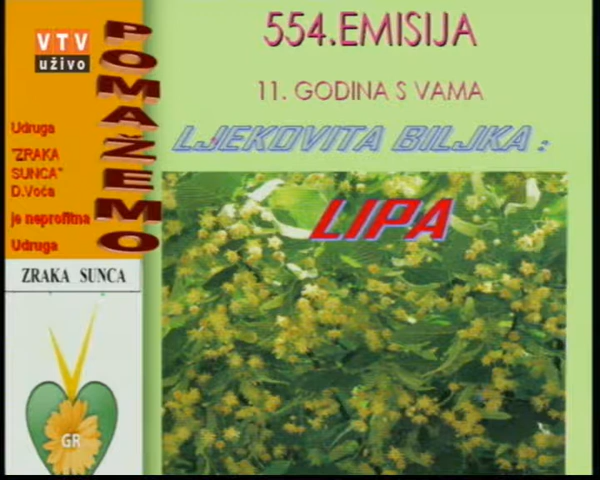 VTV
uživo
POMAŽEMO
Udruga
"ZRAKA
SUNCA"
D.Voća
je neprofitna
Udruga
ZRAKA SUNCA
GR
554.EMISIJA
11. GODINA S VAMA
LJEKOVITA BILJKA :
LIPA